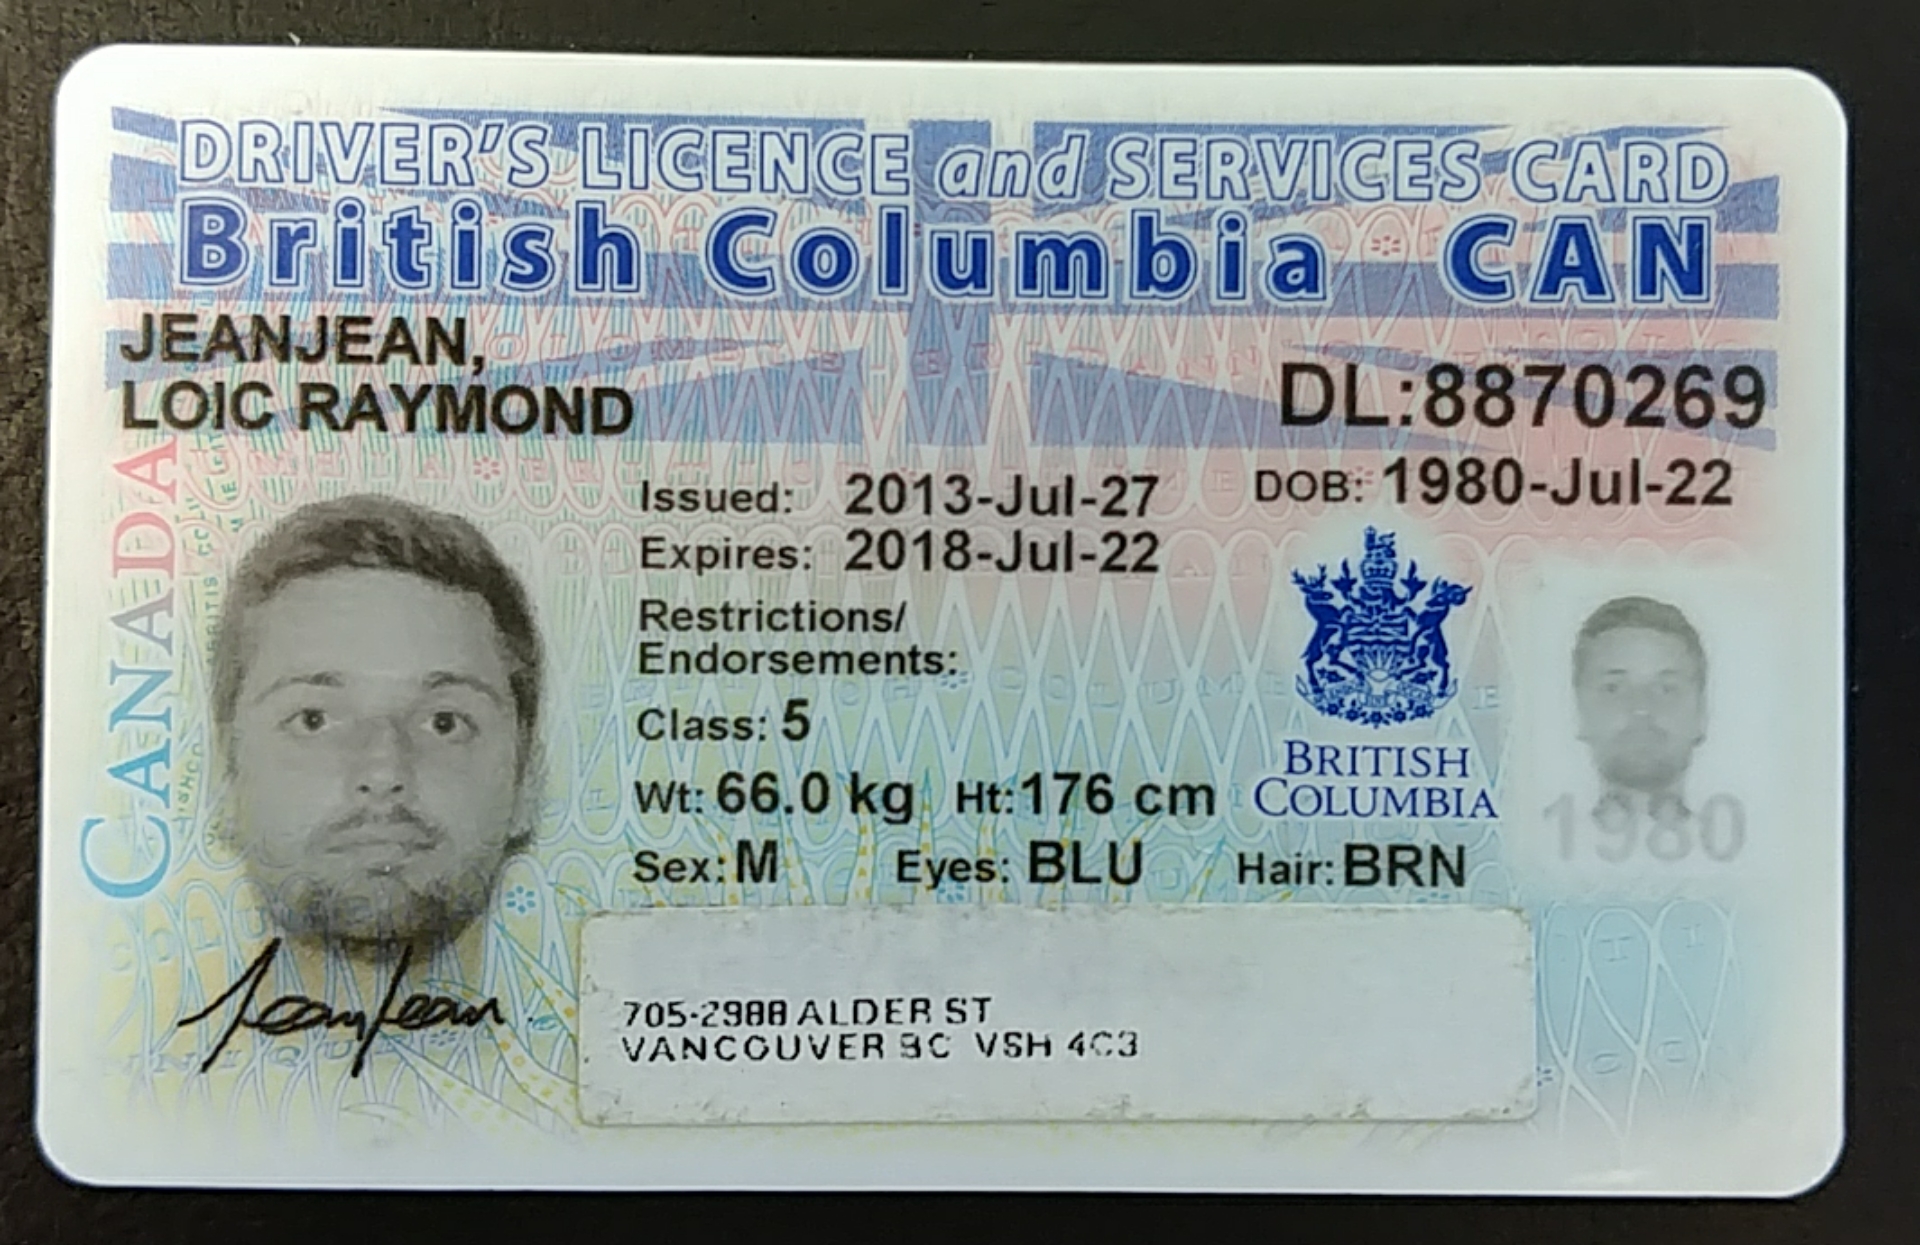 DRIVER'S LICENCE and SERVICES CARD
British Columbia CAN
JEANJEAN,
LOIC RAYMOND
DL:8870269
Issued: 2013-Jul-27
DOB: 1980-Jul-22
Expires: 2018-Jul-22
Restrictions/
Endorsements:
Class: 5
Wt: 66.0 kg Ht: 176 cm
Sex: M Eyes: BLU Hair: BRN
BRITISH
COLUMBIA
1980
CANADA
Jeanjean
705-2988 ALDER ST
VANCOUVER BC V5H 4C3